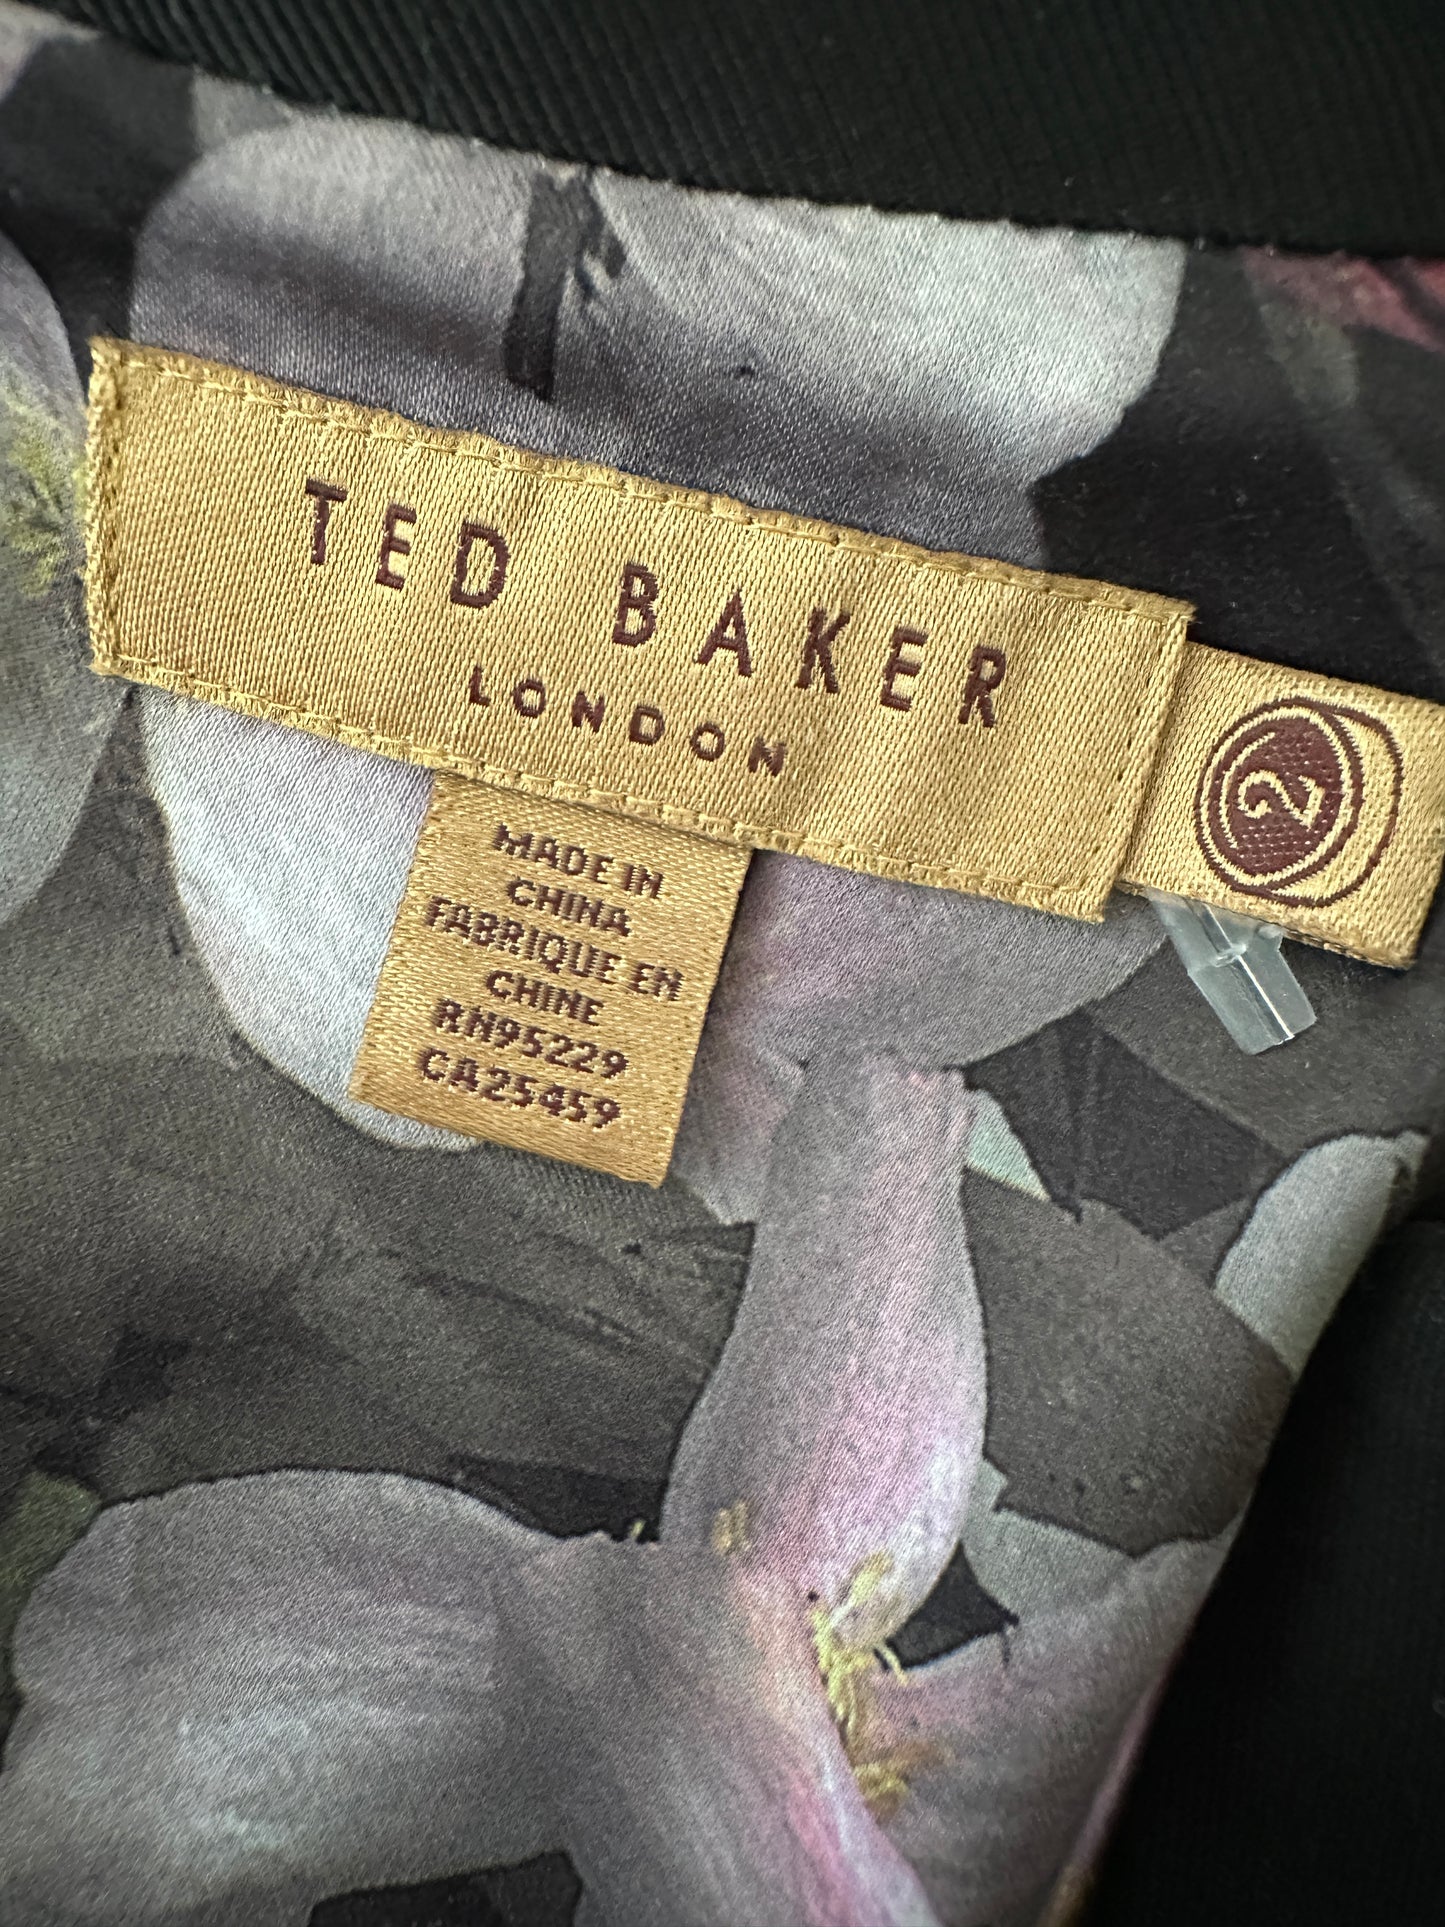 TED BAKER
LONDON
2
MADE IN
CHINA
FABRIQUE EN
CHINE
RN95229
CA25459